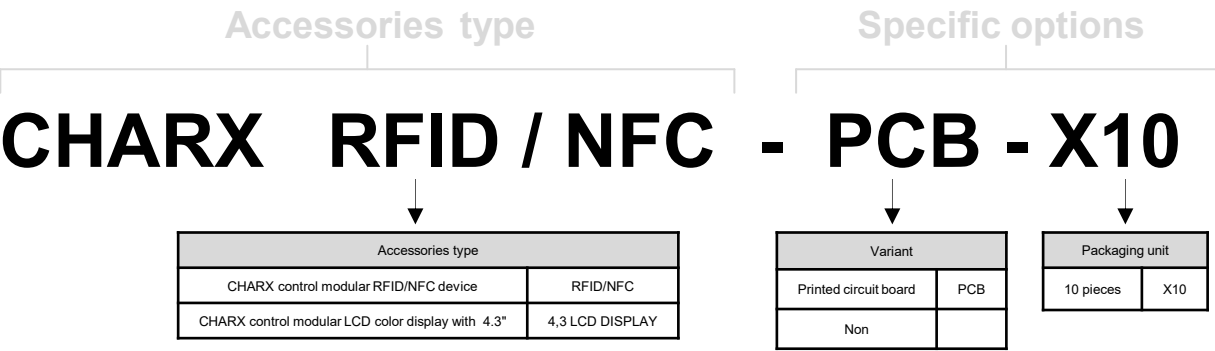 Accessories type Specific options
CHARX RFID / NFC - PCB - X10
Accessories type
CHARX control modular RFID/NFC device RFID/NFC
CHARX control modular LCD color display with 4.3" 4,3 LCD DISPLAY
Variant
Printed circuit board PCB
Non
Packaging unit
10 pieces X10